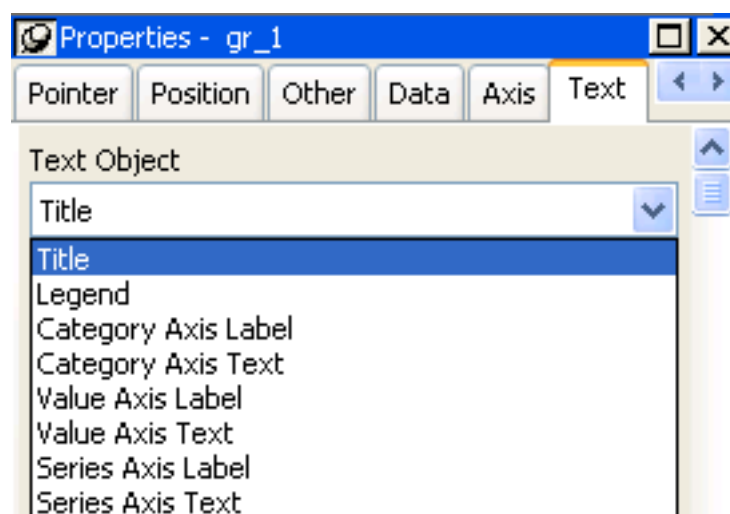 Properties - gr_1
Pointer Position Other Data Axis Text
Text Object
Title
Title
Legend
Category Axis Label
Category Axis Text
Value Axis Label
Value Axis Text
Series Axis Label
Series Axis Text